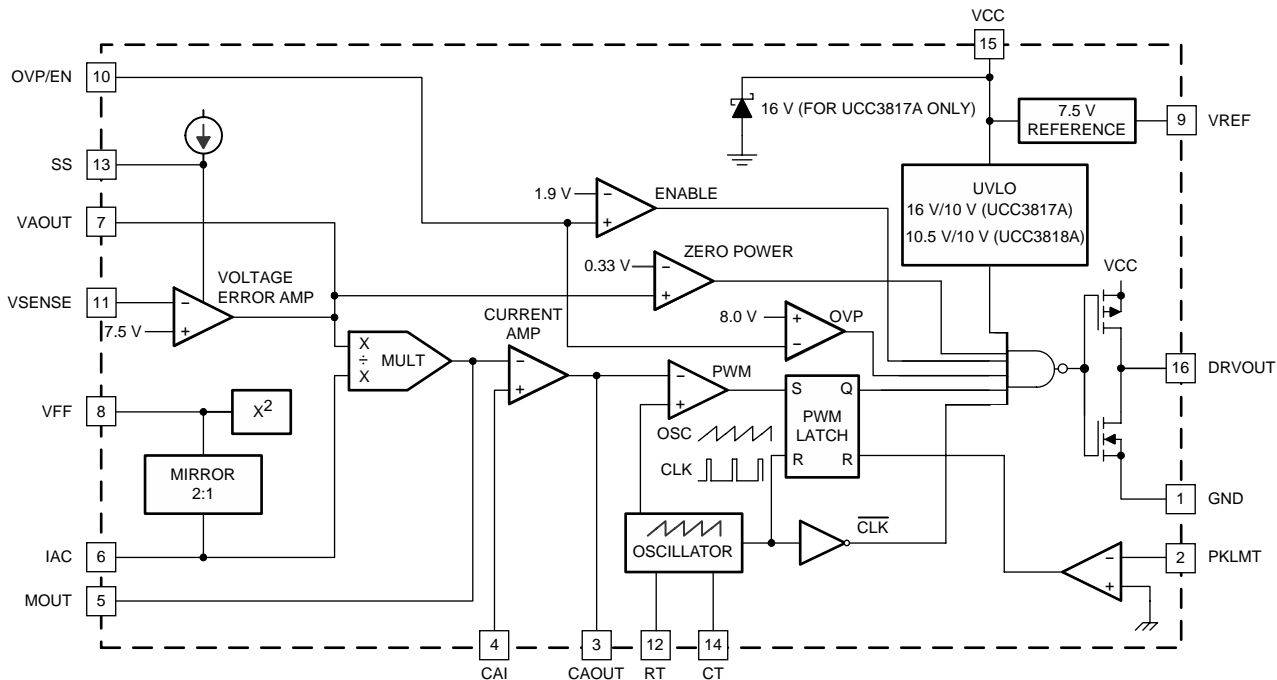 VCC
15
OVP/EN
10
16 V (FOR UCC3817A ONLY)
7.5 V
REFERENCE
9
VREF
SS
13
UVLO
16 V/10 V (UCC3817A)
10.5 V/10 V (UCC3818A)
1.9 V
−
+
ENABLE
VAOUT
7
ZERO POWER
0.33 V
−
+
VCC
VOLTAGE
ERROR AMP
VSENSE
11
−
7.5 V
+
8.0 V
+
−
OVP
CURRENT
AMP
X
÷
X
MULT
−
+
−
+
PWM
16
DRVOUT
VFF
8
X2
S
Q
PWM
LATCH
R
R
OSC
CLK
MIRROR
2:1
1
GND
OSCILLATOR
CLK
IAC
6
−
+
2
PKLMT
MOUT
5
4
3
12
14
CAI
CAOUT
RT
CT